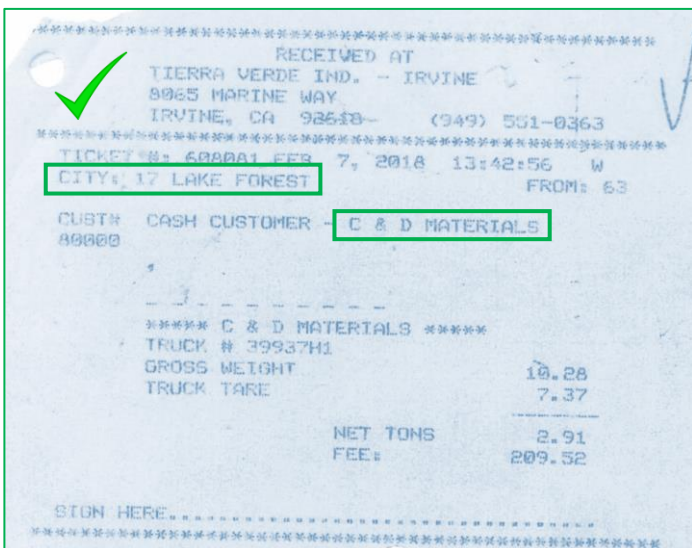 ************************************************************
RECEIVED AT
TIERRA VERDE IND. - IRVINE
8065 MARINE WAY
IRVINE, CA 92618 (949) 551-0363
************************************************************
TICKET #: 608081 FEB 7, 2018 13:42:56 W
CITY: 17 LAKE FOREST FROM: 63
CUST# CASH CUSTOMER - C & D MATERIALS
80000
,
***** C & D MATERIALS *****
TRUCK # 39937H1
GROSS WEIGHT 10.28
TRUCK TARE 7.37
NET TONS 2.91
FEE: 209.52
SIGN HERE........................................
************************************************************